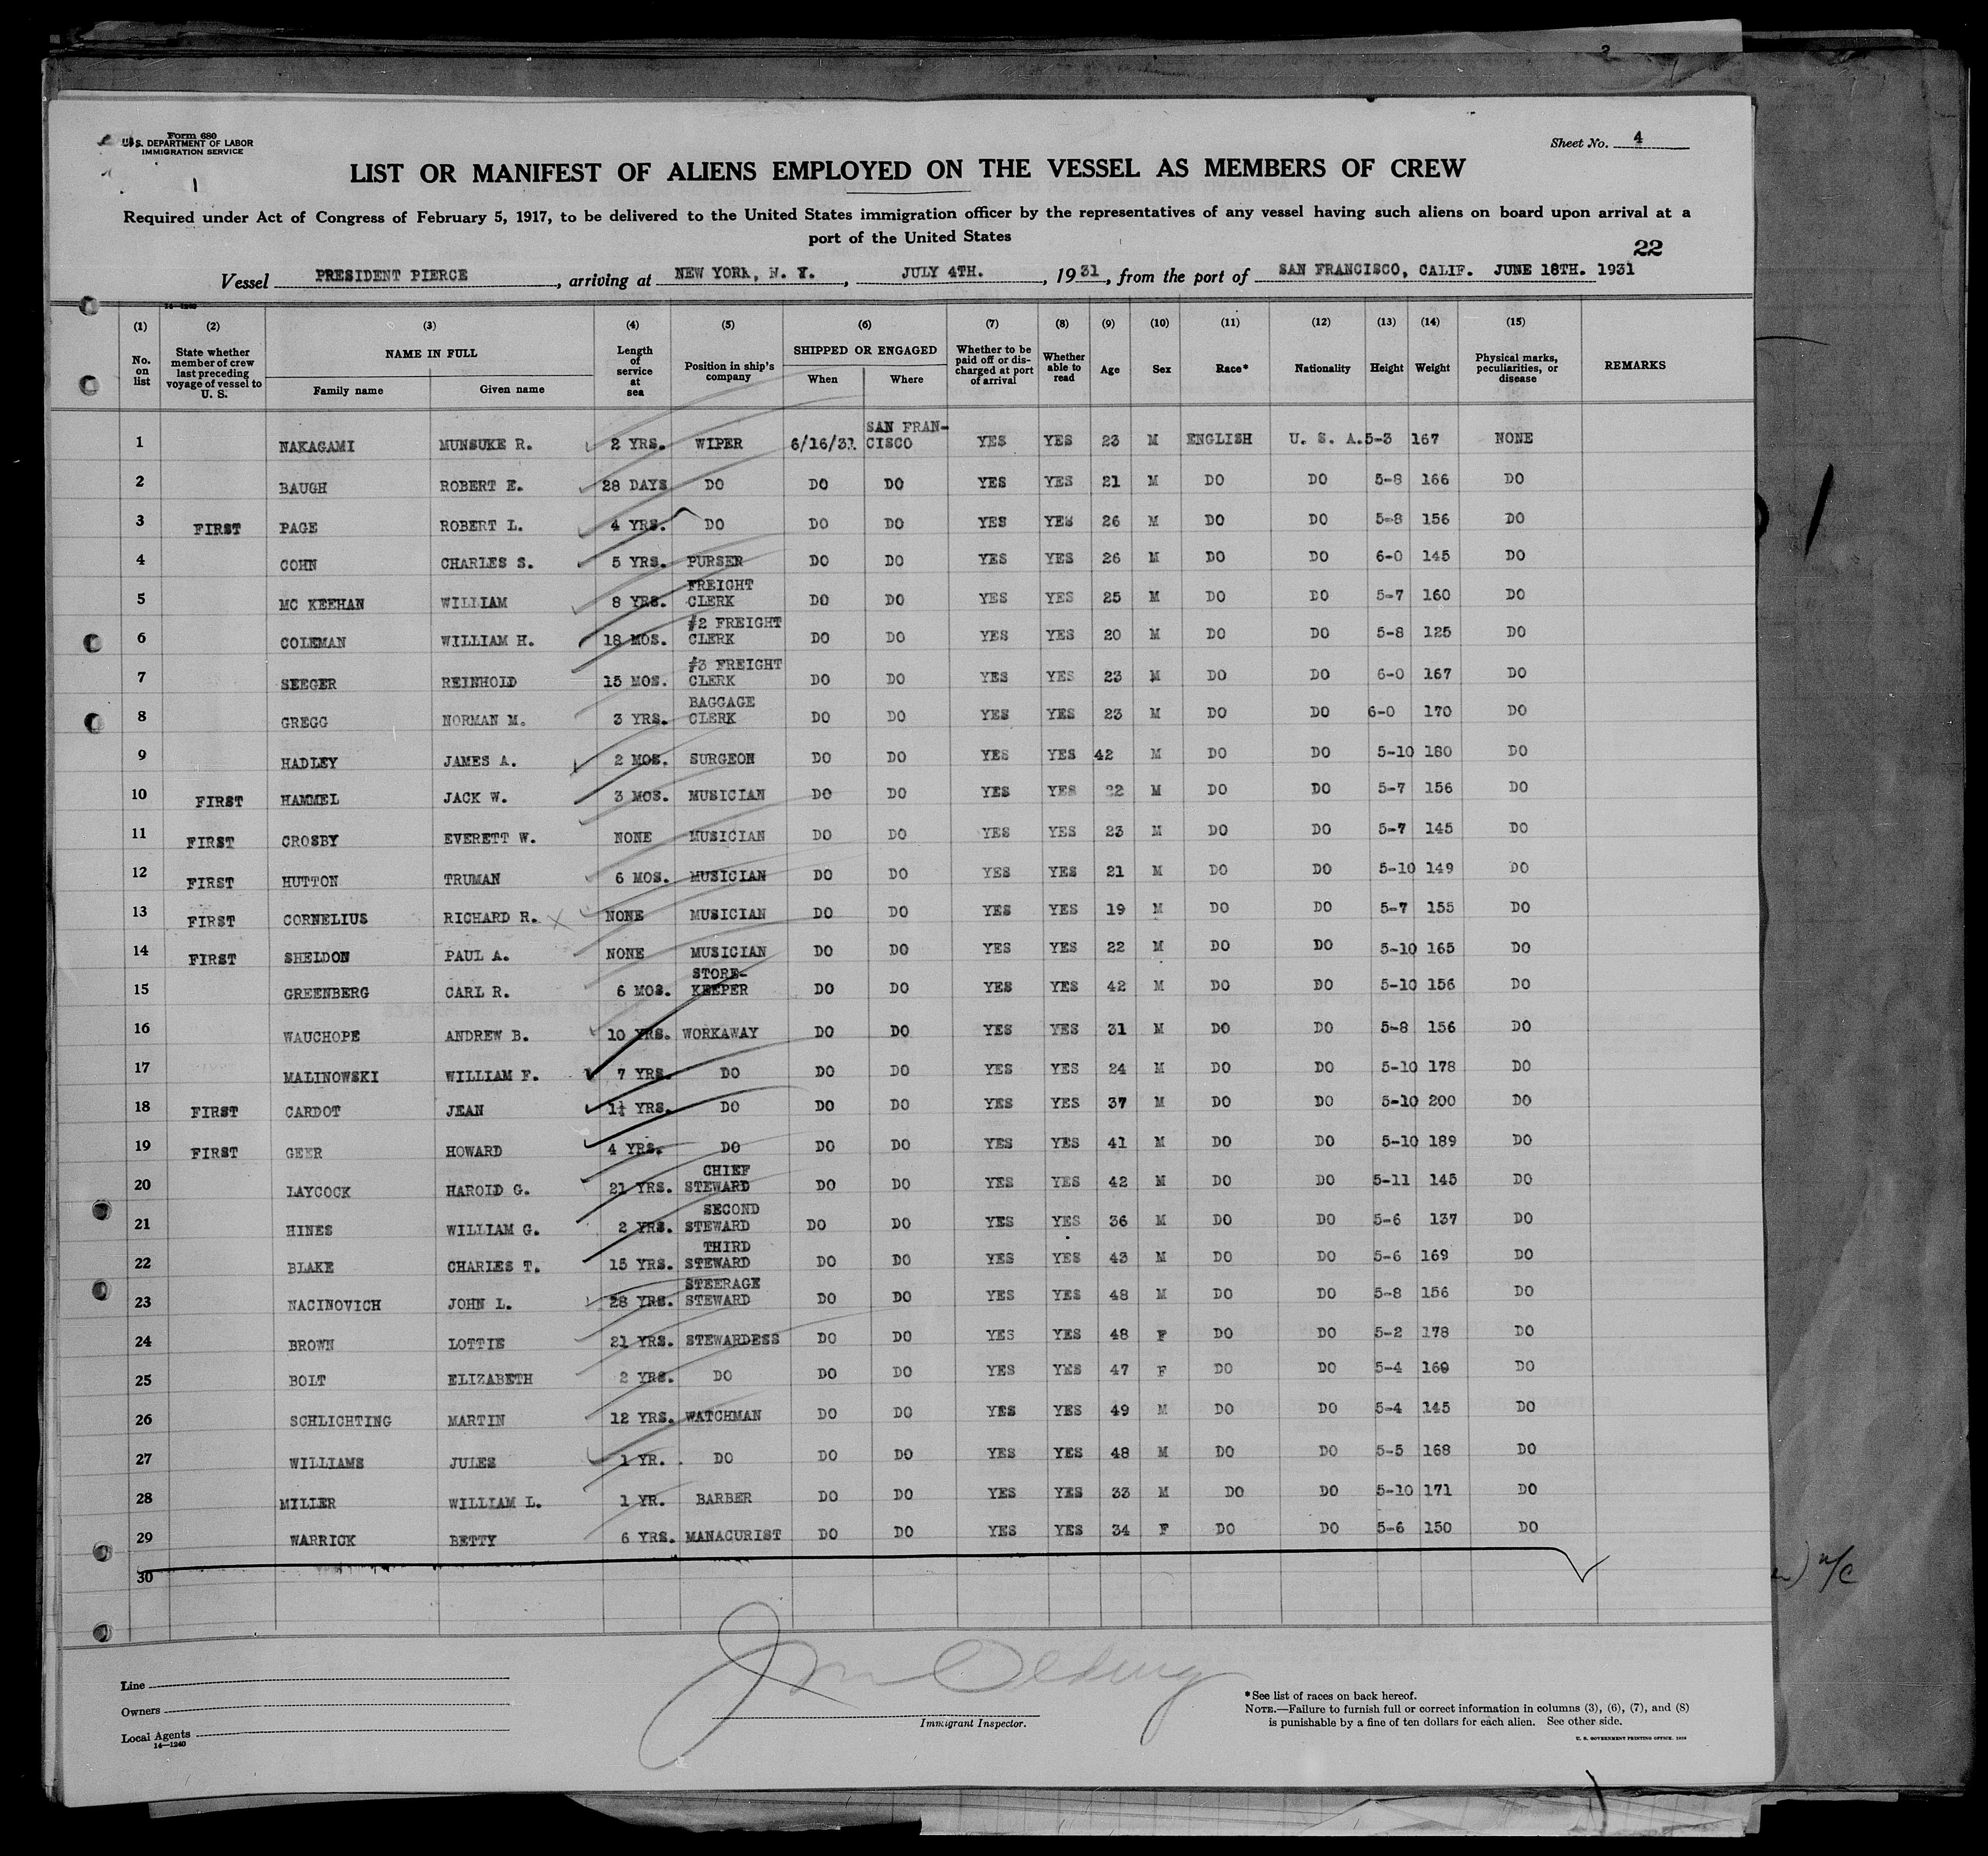 Form 680
U. S. DEPARTMENT OF LABOR
IMMIGRATION SERVICE
Sheet No. 4
LIST OR MANIFEST OF ALIENS EMPLOYED ON THE VESSEL AS MEMBERS OF CREW
Required under Act of Congress of February 5, 1917, to be delivered to the United States immigration officer by the representatives of any vessel having such aliens on board upon arrival at a
port of the United States
22
Vessel PRESIDENT PIERCE, arriving at NEW YORK, N. Y., JULY 4TH., 1931, from the port of SAN FRANCISCO, CALIF. JUNE 18TH. 1931
14-1240
(1) (2) (3) (4) (5) (6) (7) (8) (9) (10) (11) (12) (13) (14) (15)
No. on list | State whether member of crew last preceding voyage of vessel to U. S. | NAME IN FULL | Length of service at sea | Position in ship's company | SHIPPED OR ENGAGED | Whether to be paid off or discharged at port of arrival | Whether able to read | Age | Sex | Race* | Nationality | Height | Weight | Physical marks, peculiarities, or disease | REMARKS
Family name Given name When Where
1 NAKAGAMI MUNSUKE R. 2 YRS. WIPER 6/16/31 SAN FRAN-CISCO YES YES 23 M ENGLISH U. S. A. 5-3 167 NONE
2 BAUGH ROBERT E. 28 DAYS DO DO DO YES YES 21 M DO DO 5-8 166 DO
3 FIRST PAGE ROBERT L. 4 YRS. DO DO DO YES YES 26 M DO DO 5-8 156 DO
4 COHN CHARLES S. 5 YRS. PURSER DO DO YES YES 26 M DO DO 6-0 145 DO
5 MC KEEHAN WILLIAM 8 YRS. FREIGHT CLERK DO DO YES YES 25 M DO DO 5-7 160 DO
6 COLEMAN WILLIAM H. 18 MOS. #2 FREIGHT CLERK DO DO YES YES 20 M DO DO 5-8 125 DO
7 SEEGER REINHOLD 15 MOS. #3 FREIGHT CLERK DO DO YES YES 23 M DO DO 6-0 167 DO
8 GREGG NORMAN M. 3 YRS. BAGGAGE CLERK DO DO YES YES 23 M DO DO 6-0 170 DO
9 HADLEY JAMES A. 2 MOS. SURGEON DO DO YES YES 42 M DO DO 5-10 180 DO
10 FIRST HAMMEL JACK W. 3 MOS. MUSICIAN DO DO YES YES 22 M DO DO 5-7 156 DO
11 FIRST CROSBY EVERETT W. NONE MUSICIAN DO DO YES YES 23 M DO DO 5-7 145 DO
12 FIRST HUTTON TRUMAN 6 MOS. MUSICIAN DO DO YES YES 21 M DO DO 5-10 149 DO
13 FIRST CORNELIUS RICHARD R. X NONE MUSICIAN DO DO YES YES 19 M DO DO 5-7 155 DO
14 FIRST SHELDON PAUL A. NONE MUSICIAN DO DO YES YES 22 M DO DO 5-10 165 DO
15 GREENBERG CARL R. 6 MOS. STORE-KEEPER DO DO YES YES 42 M DO DO 5-10 156 DO
16 WAUCHOPE ANDREW B. 10 YRS. WORKAWAY DO DO YES YES 31 M DO DO 5-8 156 DO
17 MALINOWSKI WILLIAM F. 7 YRS. DO DO DO YES YES 24 M DO DO 5-10 178 DO
18 FIRST CARDOT JEAN YRS. DO DO DO YES YES 37 M DO DO 5-10 200 DO
19 FIRST GEER HOWARD 4 YRS. DO DO DO YES YES 41 M DO DO 5-10 189 DO
20 LAYCOCK HAROLD G. 21 YRS. CHIEF STEWARD DO DO YES YES 42 M DO DO 5-11 145 DO
21 HINES WILLIAM G. 2 YRS. SECOND STEWARD DO DO YES YES 36 M DO DO 5-6 137 DO
22 BLAKE CHARLES T. 15 YRS. THIRD STEWARD DO DO YES YES 43 M DO DO 5-6 169 DO
23 NACINOVICH JOHN L. 28 YRS. STEERAGE STEWARD DO DO YES YES 48 M DO DO 5-8 156 DO
24 BROWN LOTTIE 21 YRS. STEWARDESS DO DO YES YES 48 F DO DO 5-2 178 DO
25 BOLT ELIZABETH 2 YRS. DO DO DO YES YES 47 F DO DO 5-4 160 DO
26 SCHLICHTING MARTIN 12 YRS. WATCHMAN DO DO YES YES 49 M DO DO 5-4 145 DO
27 WILLIAMS JULES 1 YR. DO DO DO YES YES 48 M DO DO 5-5 168 DO
28 MILLER WILLIAM L. 1 YR. BARBER DO DO YES YES 33 M DO DO 5-10 171 DO
29 WARRICK BETTY 6 YRS. MANACURIST DO DO YES YES 34 F DO DO 5-6 150 DO
30
Line
Owners
Local Agents
14-1240
Immigrant Inspector.
*See list of races on back hereof.
NOTE.—Failure to furnish full or correct information in columns (3), (6), (7), and (8)
is punishable by a fine of ten dollars for each alien. See other side.
U. S. GOVERNMENT PRINTING OFFICE.
n/c